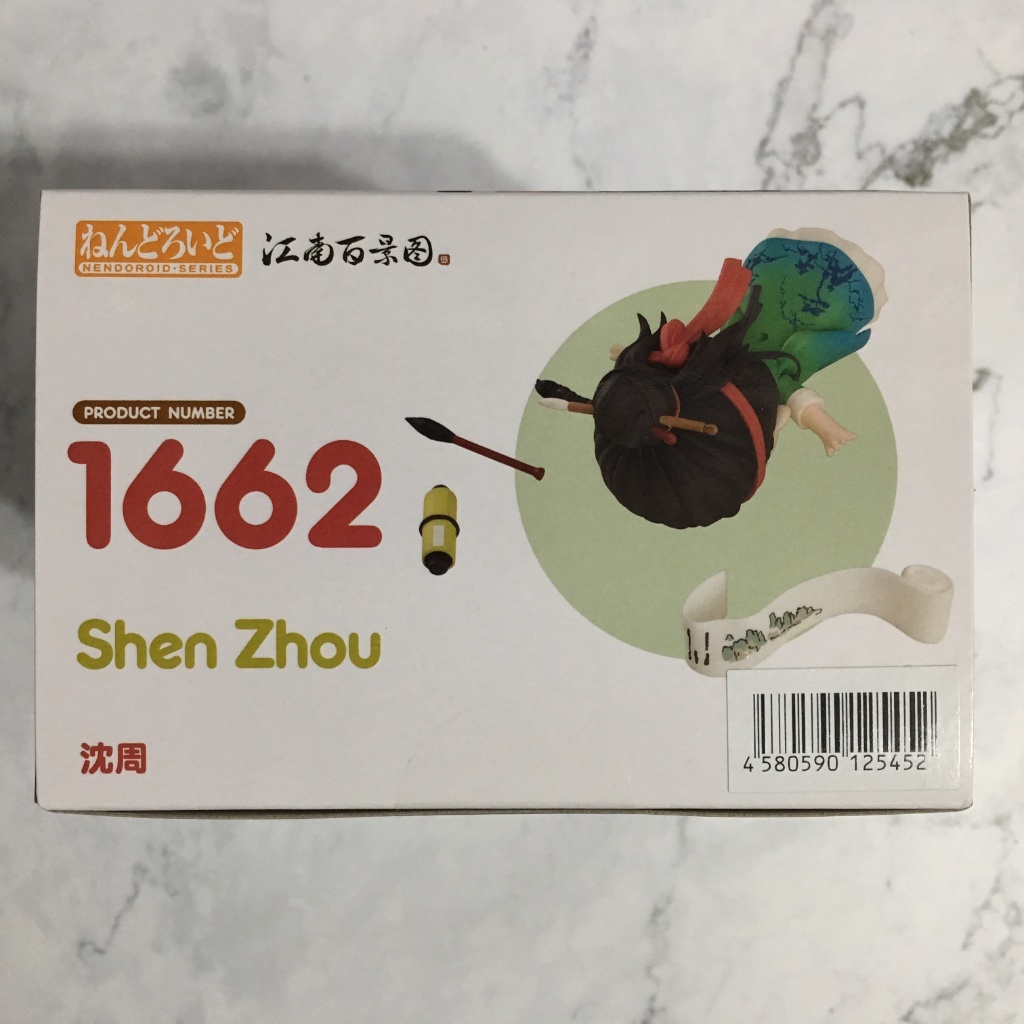 ねんどろいど
NENDOROID・SERIES
江南百景图
PRODUCT NUMBER
1662
Shen Zhou
沈周
4 580590 125452